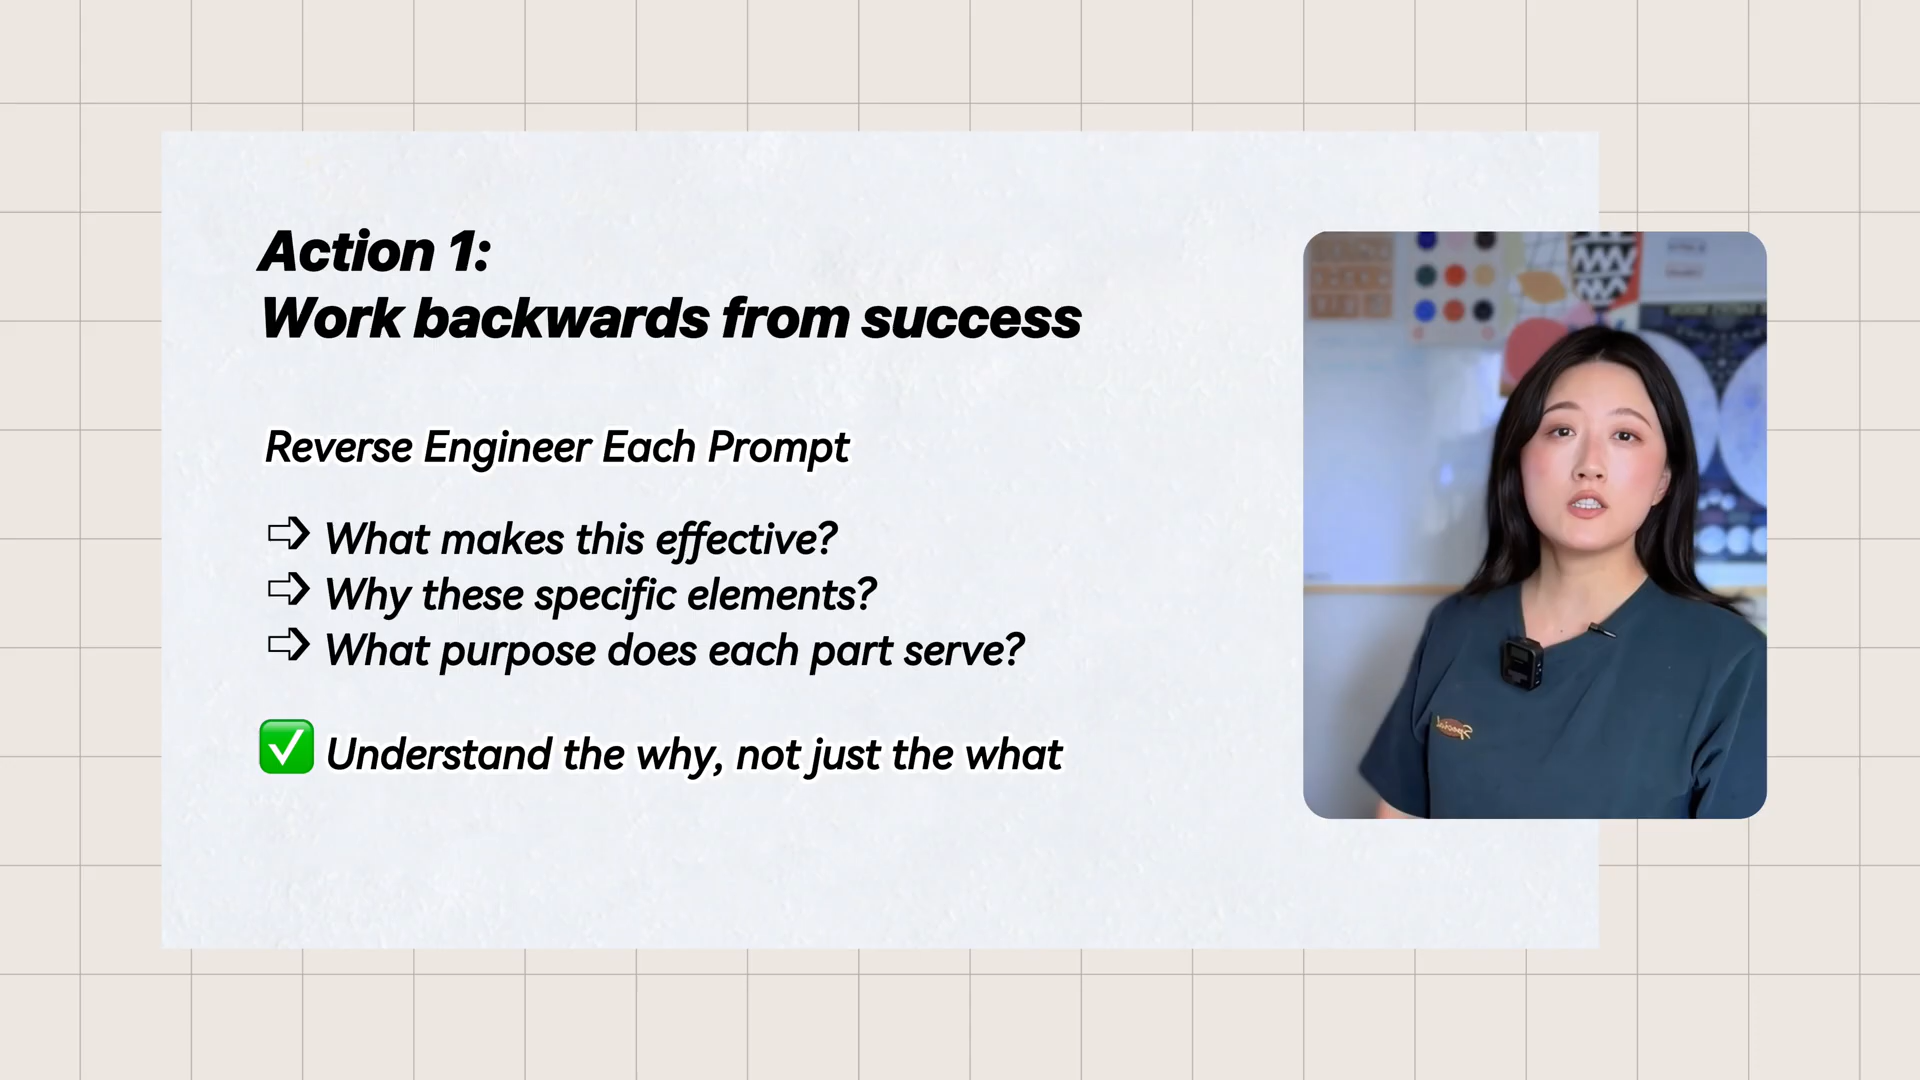 Action 1:
Work backwards from success
Reverse Engineer Each Prompt
⇨ What makes this effective?
⇨ Why these specific elements?
⇨ What purpose does each part serve?
✅ Understand the why, not just the what